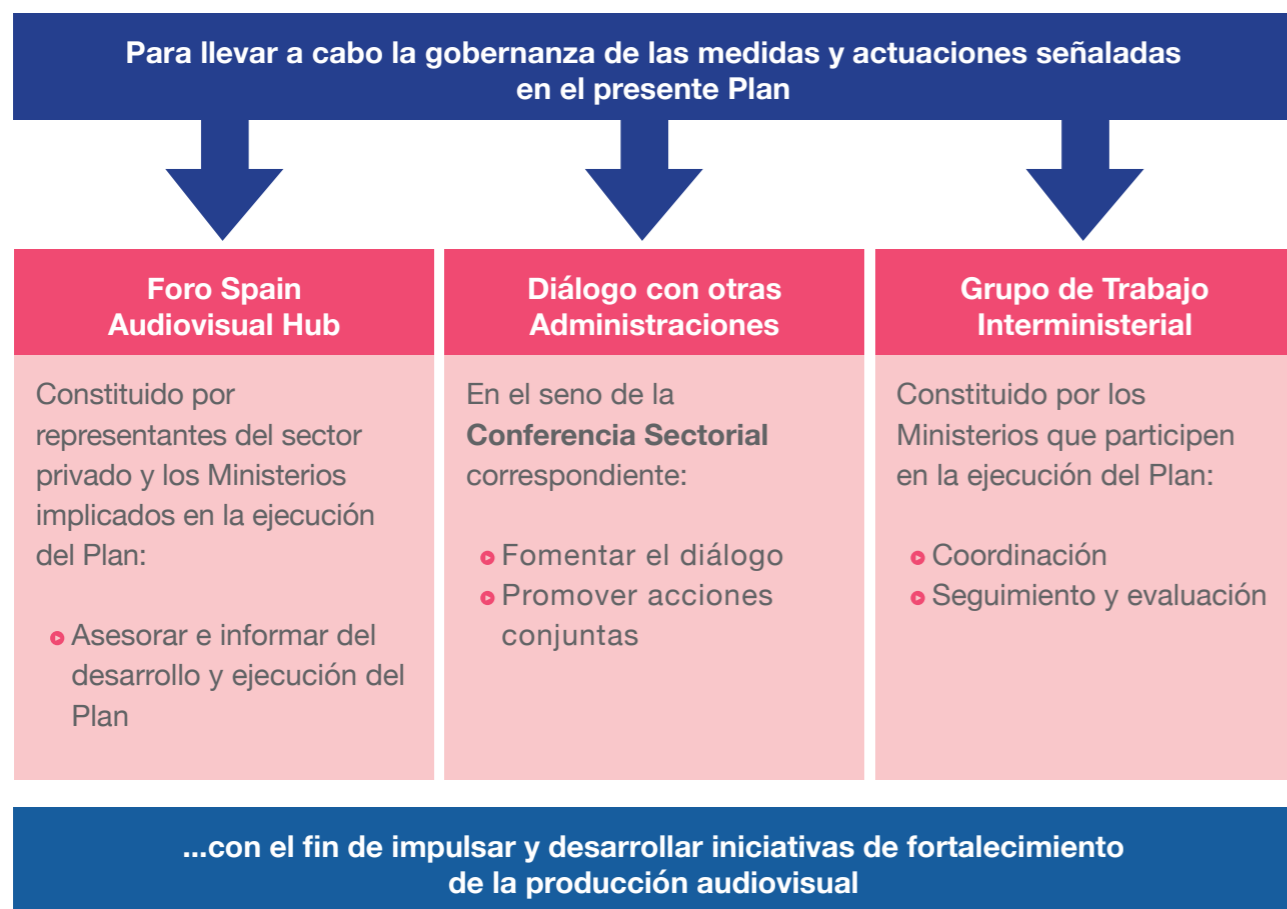 Para llevar a cabo la gobernanza de las medidas y actuaciones señaladas
en el presente Plan
Foro Spain
Audiovisual Hub
Constituido por
representantes del sector
privado y los Ministerios
implicados en la ejecución
del Plan:
Asesorar e informar del
desarrollo y ejecución del
Plan
Diálogo con otras
Administraciones
En el seno de la
Conferencia Sectorial
correspondiente:
Fomentar el diálogo
Promover acciones
conjuntas
Grupo de Trabajo
Interministerial
Constituido por los
Ministerios que participen
en la ejecución del Plan:
Coordinación
Seguimiento y evaluación
...con el fin de impulsar y desarrollar iniciativas de fortalecimiento
de la producción audiovisual